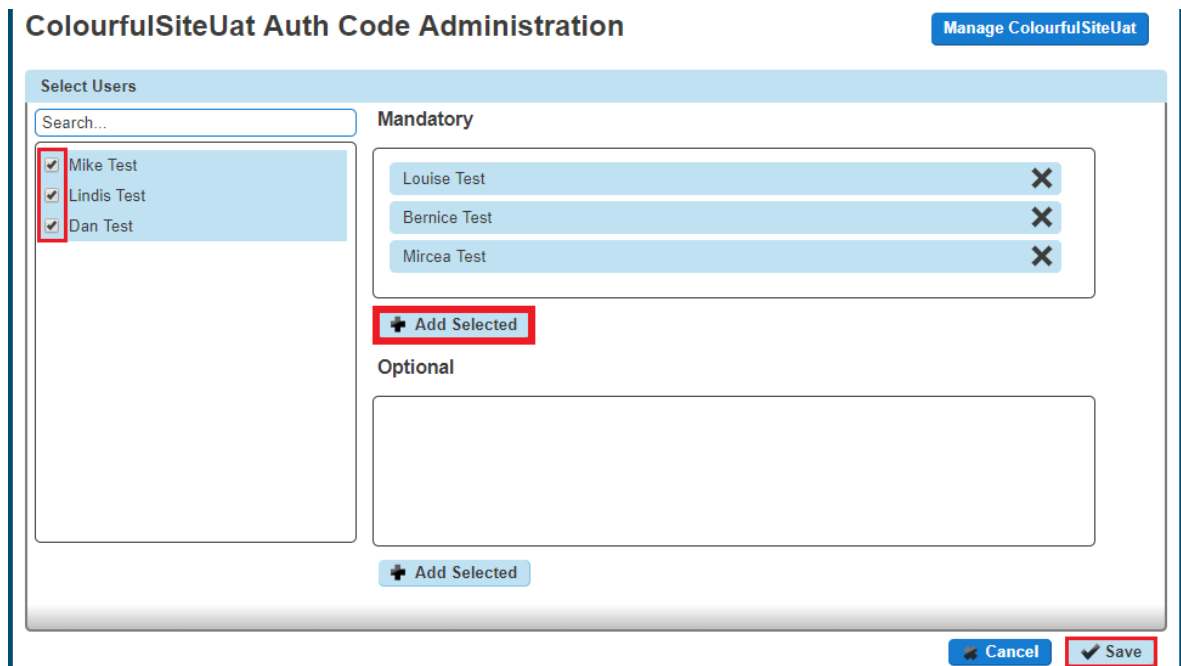 ColourfulSiteUat Auth Code Administration
Manage ColourfulSiteUat
Select Users
Search...
Mike Test
Lindis Test
Dan Test
Mandatory
Louise Test
Bernice Test
Mircea Test
Add Selected
Optional
Add Selected
Cancel
Save